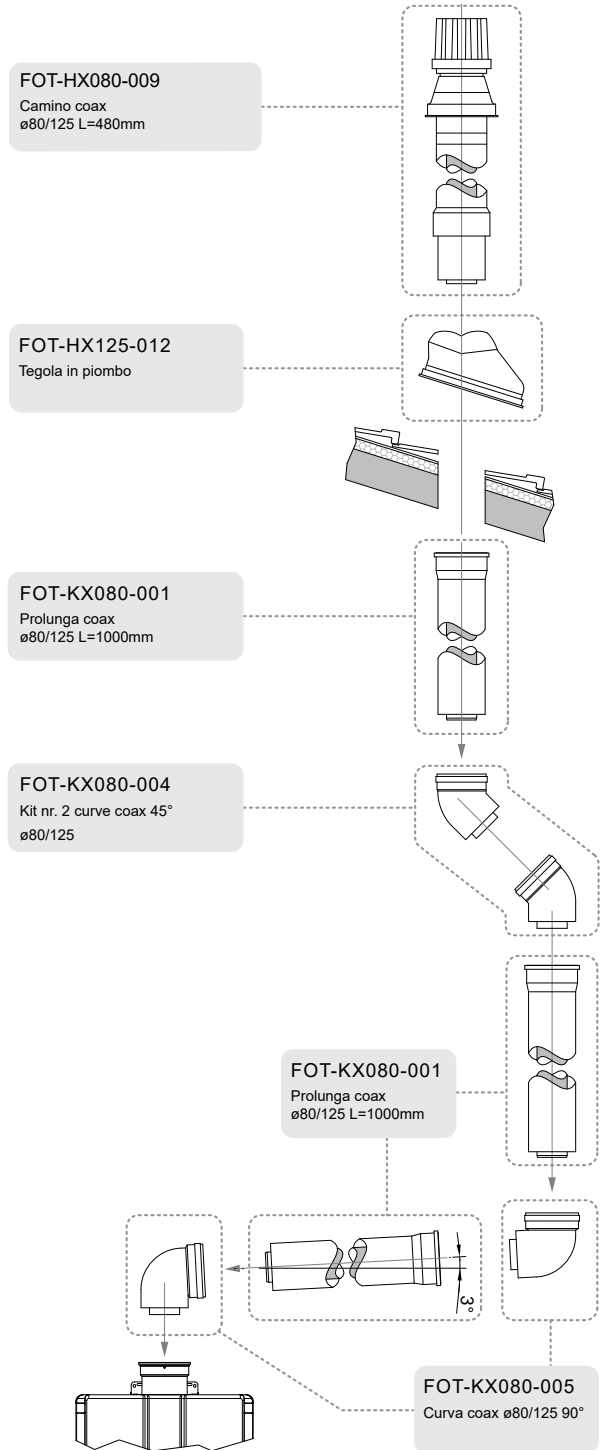 FOT-HX080-009
Camino coax
ø80/125 L=480mm
FOT-HX125-012
Tegola in piombo
FOT-KX080-001
Prolunga coax
ø80/125 L=1000mm
FOT-KX080-004
Kit nr. 2 curve coax 45°
ø80/125
FOT-KX080-001
Prolunga coax
ø80/125 L=1000mm
3°
FOT-KX080-005
Curva coax ø80/125 90°